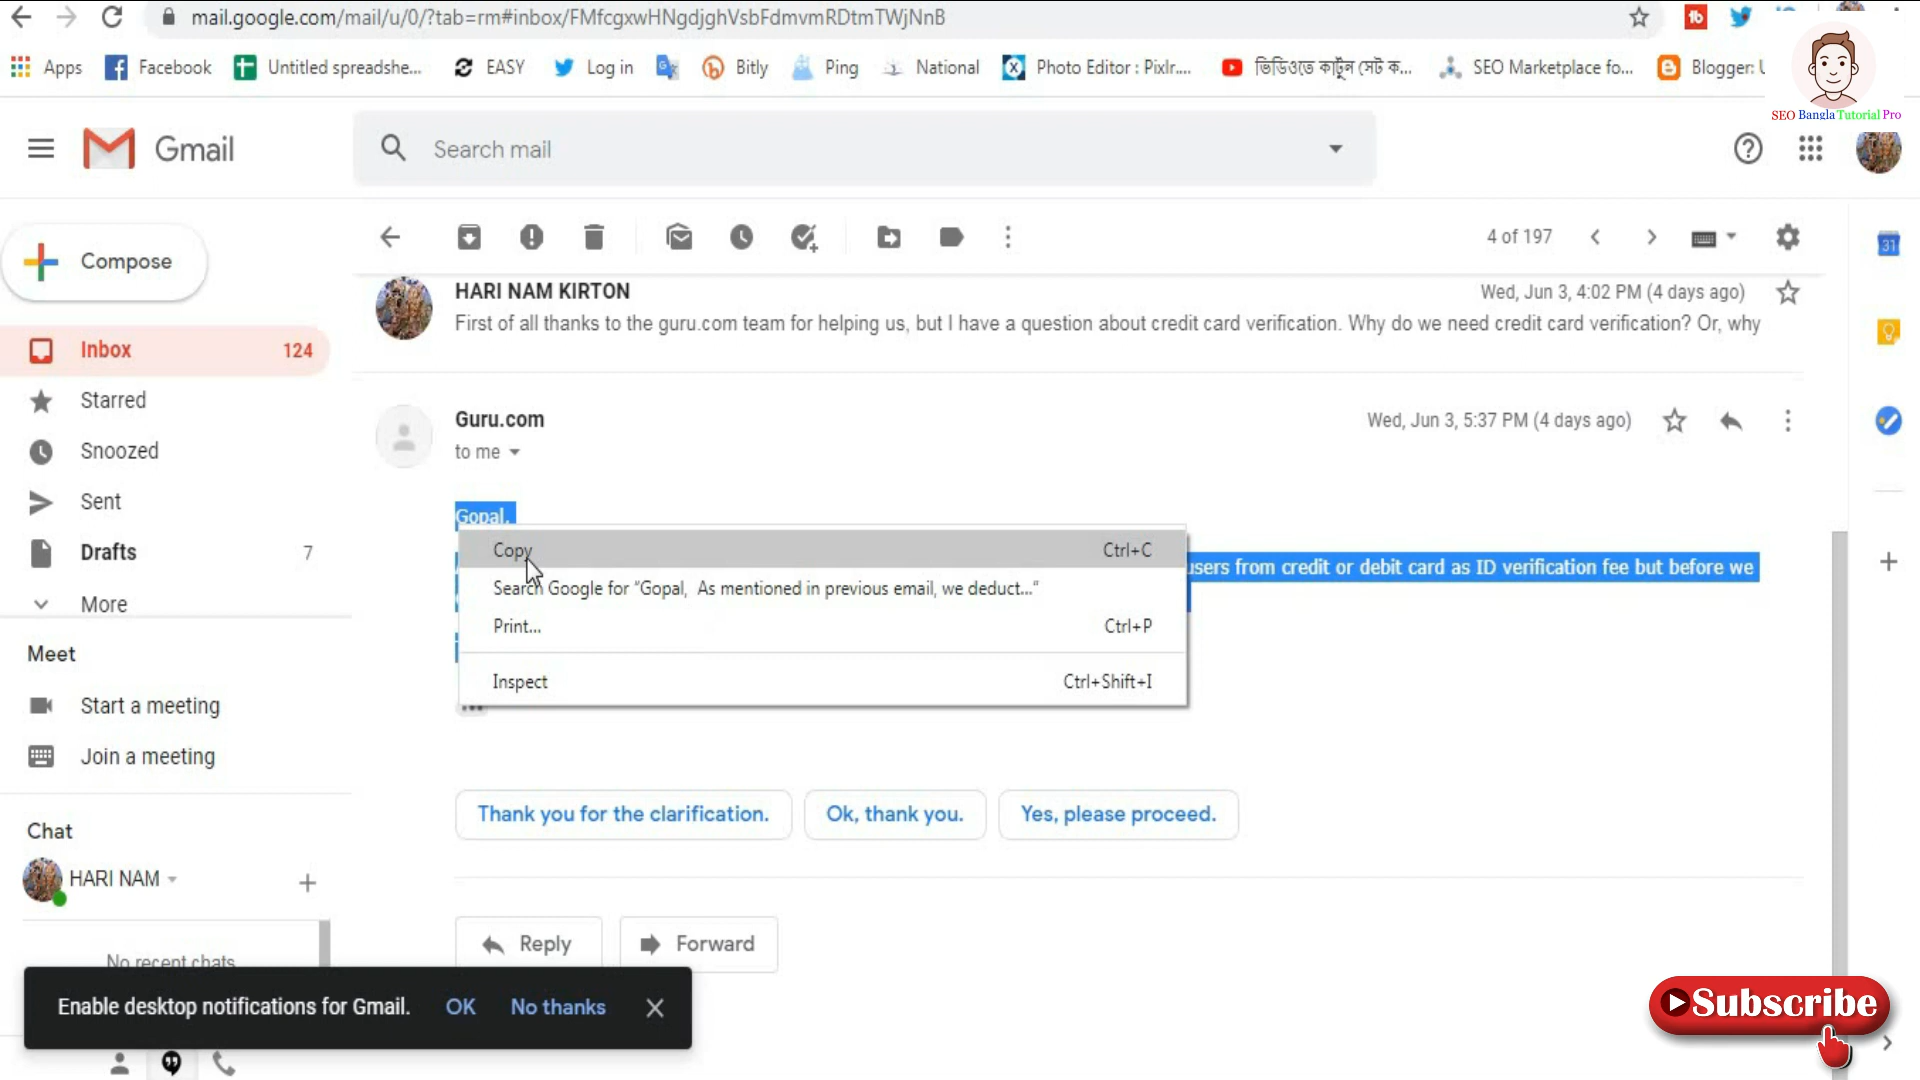 mail.google.com/mail/u/0/?tab=rm#inbox/FMfcgxwHNgdjghVsbFdmvmRDtmTWjNnB
Apps Facebook Untitled spreadshe... EASY Log in Bitly Ping National Photo Editor : Pixlr.... ভিডিওতে কার্টুন সেট ক... SEO Marketplace fo... Blogger: U
SEO Bangla Tutorial Pro
Gmail
Search mail
Compose
4 of 197
HARI NAM KIRTON
Wed, Jun 3, 4:02 PM (4 days ago)
First of all thanks to the guru.com team for helping us, but I have a question about credit card verification. Why do we need credit card verification? Or, why
Inbox 124
Starred
Snoozed
Sent
Drafts 7
More
Guru.com
Wed, Jun 3, 5:37 PM (4 days ago)
to me
Gopal,
users from credit or debit card as ID verification fee but before we
Copy Ctrl+C
Search Google for “Gopal, As mentioned in previous email, we deduct...“
Print... Ctrl+P
Inspect Ctrl+Shift+I
Meet
Start a meeting
Join a meeting
Thank you for the clarification.
Ok, thank you.
Yes, please proceed.
Chat
HARI NAM
No recent chats
Reply
Forward
Enable desktop notifications for Gmail. OK No thanks
Subscribe
31